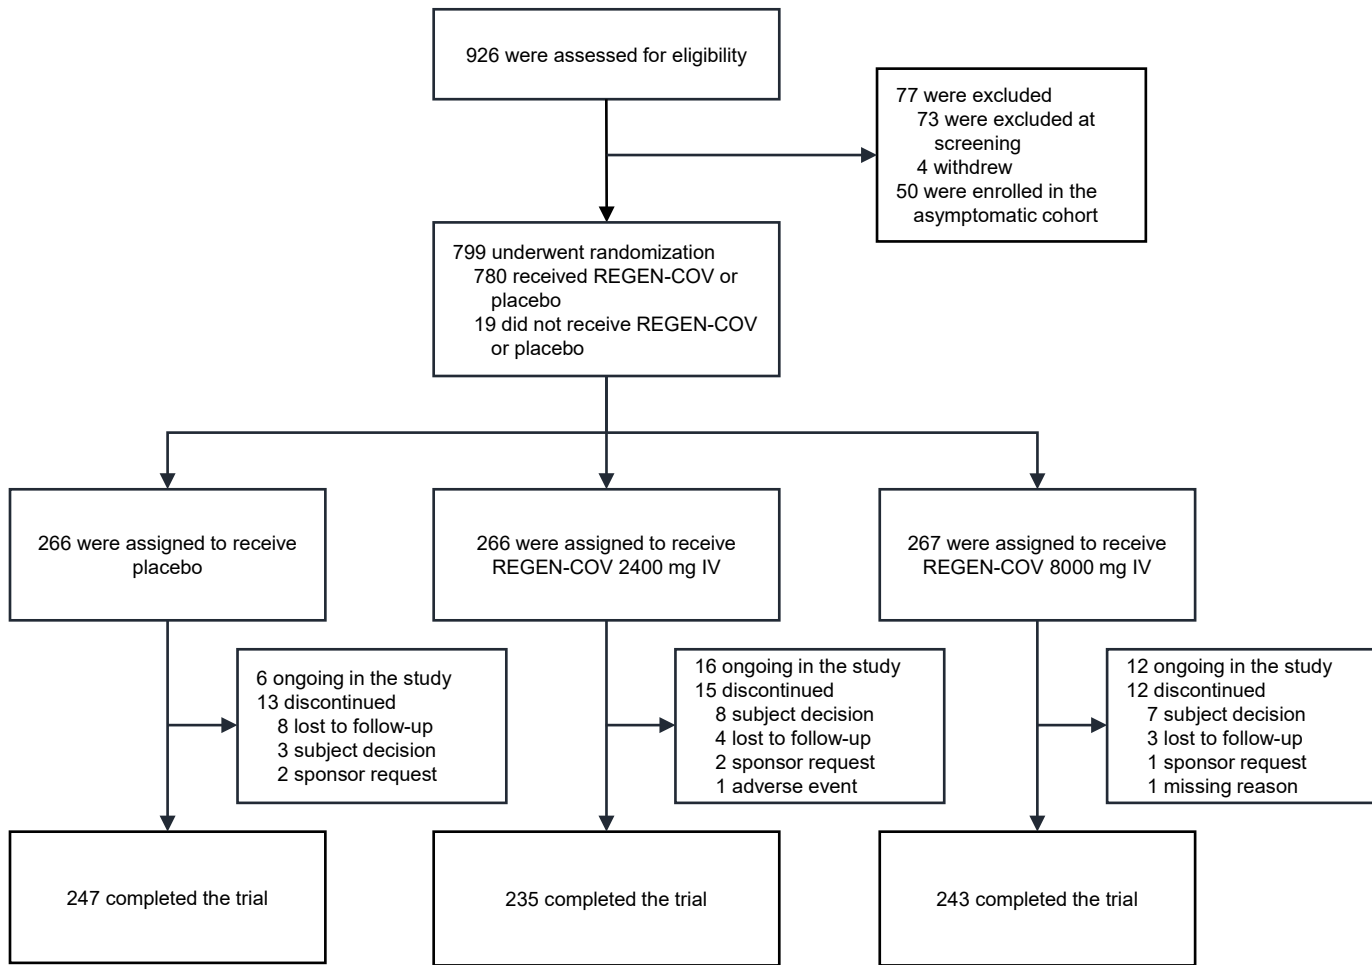 926 were assessed for eligibility
77 were excluded
73 were excluded at
screening
4 withdrew
50 were enrolled in the
asymptomatic cohort
799 underwent randomization
780 received REGEN-COV or
placebo
19 did not receive REGEN-COV
or placebo
266 were assigned to receive
placebo
266 were assigned to receive
REGEN-COV 2400 mg IV
267 were assigned to receive
REGEN-COV 8000 mg IV
6 ongoing in the study
13 discontinued
8 lost to follow-up
3 subject decision
2 sponsor request
16 ongoing in the study
15 discontinued
8 subject decision
4 lost to follow-up
2 sponsor request
1 adverse event
12 ongoing in the study
12 discontinued
7 subject decision
3 lost to follow-up
1 sponsor request
1 missing reason
247 completed the trial
235 completed the trial
243 completed the trial